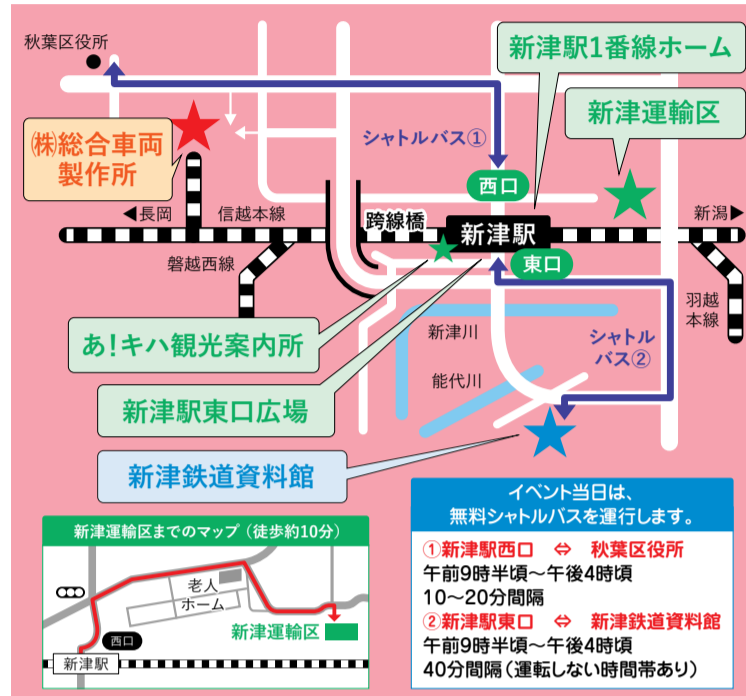 秋葉区役所
新津駅1番線ホーム
新津運輸区
㈱総合車両
製作所
シャトルバス①
西口
◀長岡
信越本線
跨線橋
新津駅
新潟▶
磐越西線
東口
羽越
本線
あ!キハ観光案内所
新津川
シャトル
バス②
能代川
新津駅東口広場
新津鉄道資料館
新津運輸区までのマップ（徒歩約10分）
老人
ホーム
新津運輸区
西口
新津駅
イベント当日は、
無料シャトルバスを運行します。
①新津駅西口 ⇔ 秋葉区役所
午前9時半頃～午後4時頃
10～20分間隔
②新津駅東口 ⇔ 新津鉄道資料館
午前9時半頃～午後4時頃
40分間隔（運転しない時間帯あり）